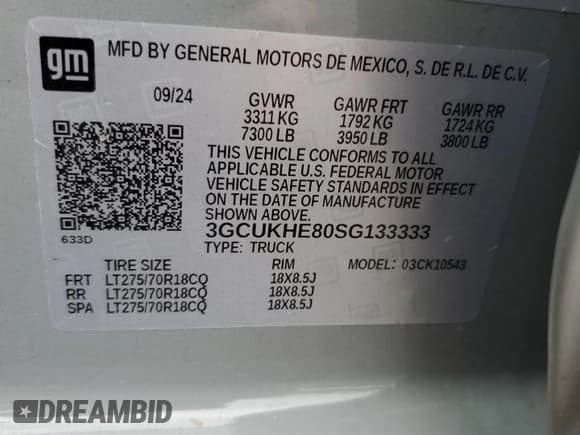 gm MFD BY GENERAL MOTORS DE MEXICO, S. DE R.L. DE C.V.
09/24 GVWR GAWR FRT GAWR RR
3311 KG 1792 KG 1724 KG
7300 LB 3950 LB 3800 LB
THIS VEHICLE CONFORMS TO ALL
APPLICABLE U.S. FEDERAL MOTOR
VEHICLE SAFETY STANDARDS IN EFFECT
ON THE DATE OF MANUFACTURE
SHOWN ABOVE.
633D 3GCUKHE80SG133333
TYPE: TRUCK
TIRE SIZE RIM MODEL: 03CK10543
FRT LT275/70R18CQ 18X8.5J
RR LT275/70R18CQ 18X8.5J
SPA LT275/70R18CQ 18X8.5J
DREAMBID